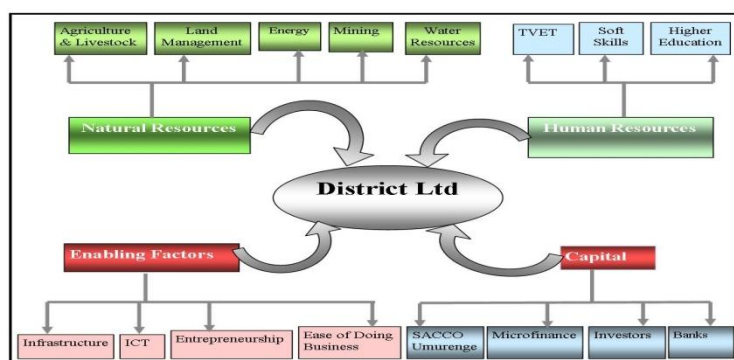 Agriculture
& Livestock
Land
Management
Energy
Mining
Water
Resources
TVET
Soft
Skills
Higher
Education
Natural Resources
Human Resources
District Ltd
Enabling Factors
Capital
Infrastructure
ICT
Entrepreneurship
Ease of Doing
Business
SACCO
Umurenge
Microfinance
Investors
Banks